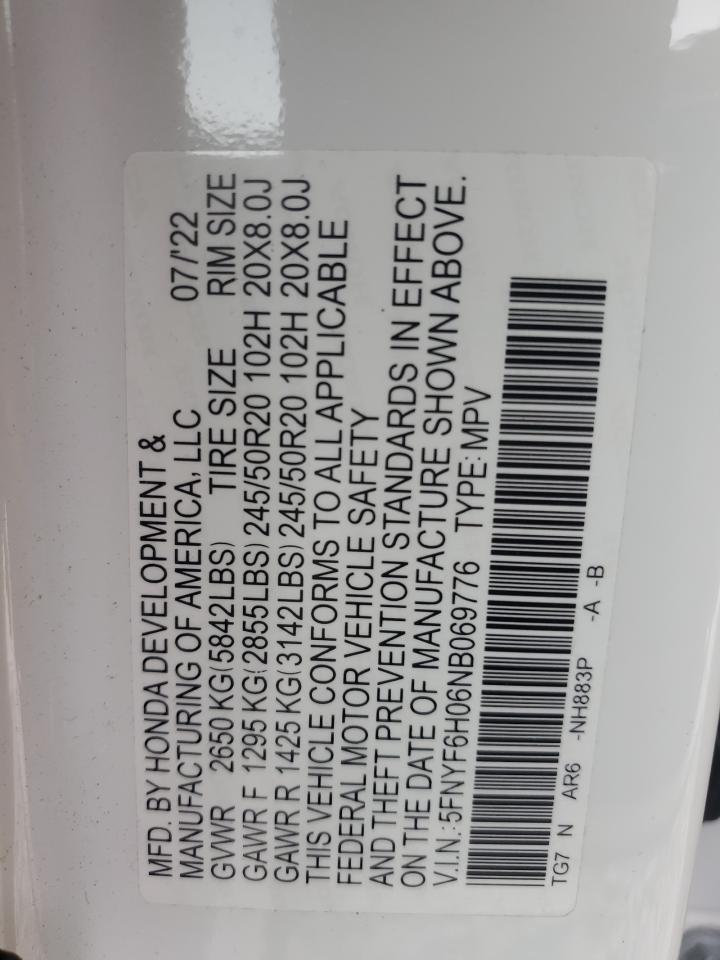 MFD. BY HONDA DEVELOPMENT &
MANUFACTURING OF AMERICA, LLC 07/'22
GVWR 2650 KG(5842LBS) TIRE SIZE RIM SIZE
GAWR F 1295 KG(2855LBS) 245/50R20 102H 20X8.0J
GAWR R 1425 KG(3142LBS) 245/50R20 102H 20X8.0J
THIS VEHICLE CONFORMS TO ALL APPLICABLE
FEDERAL MOTOR VEHICLE SAFETY
AND THEFT PREVENTION STANDARDS IN EFFECT
ON THE DATE OF MANUFACTURE SHOWN ABOVE.
V.I.N.: 5FNYF6H06NB069776 TYPE: MPV
TG7 N AR6 -NH883P -A -B